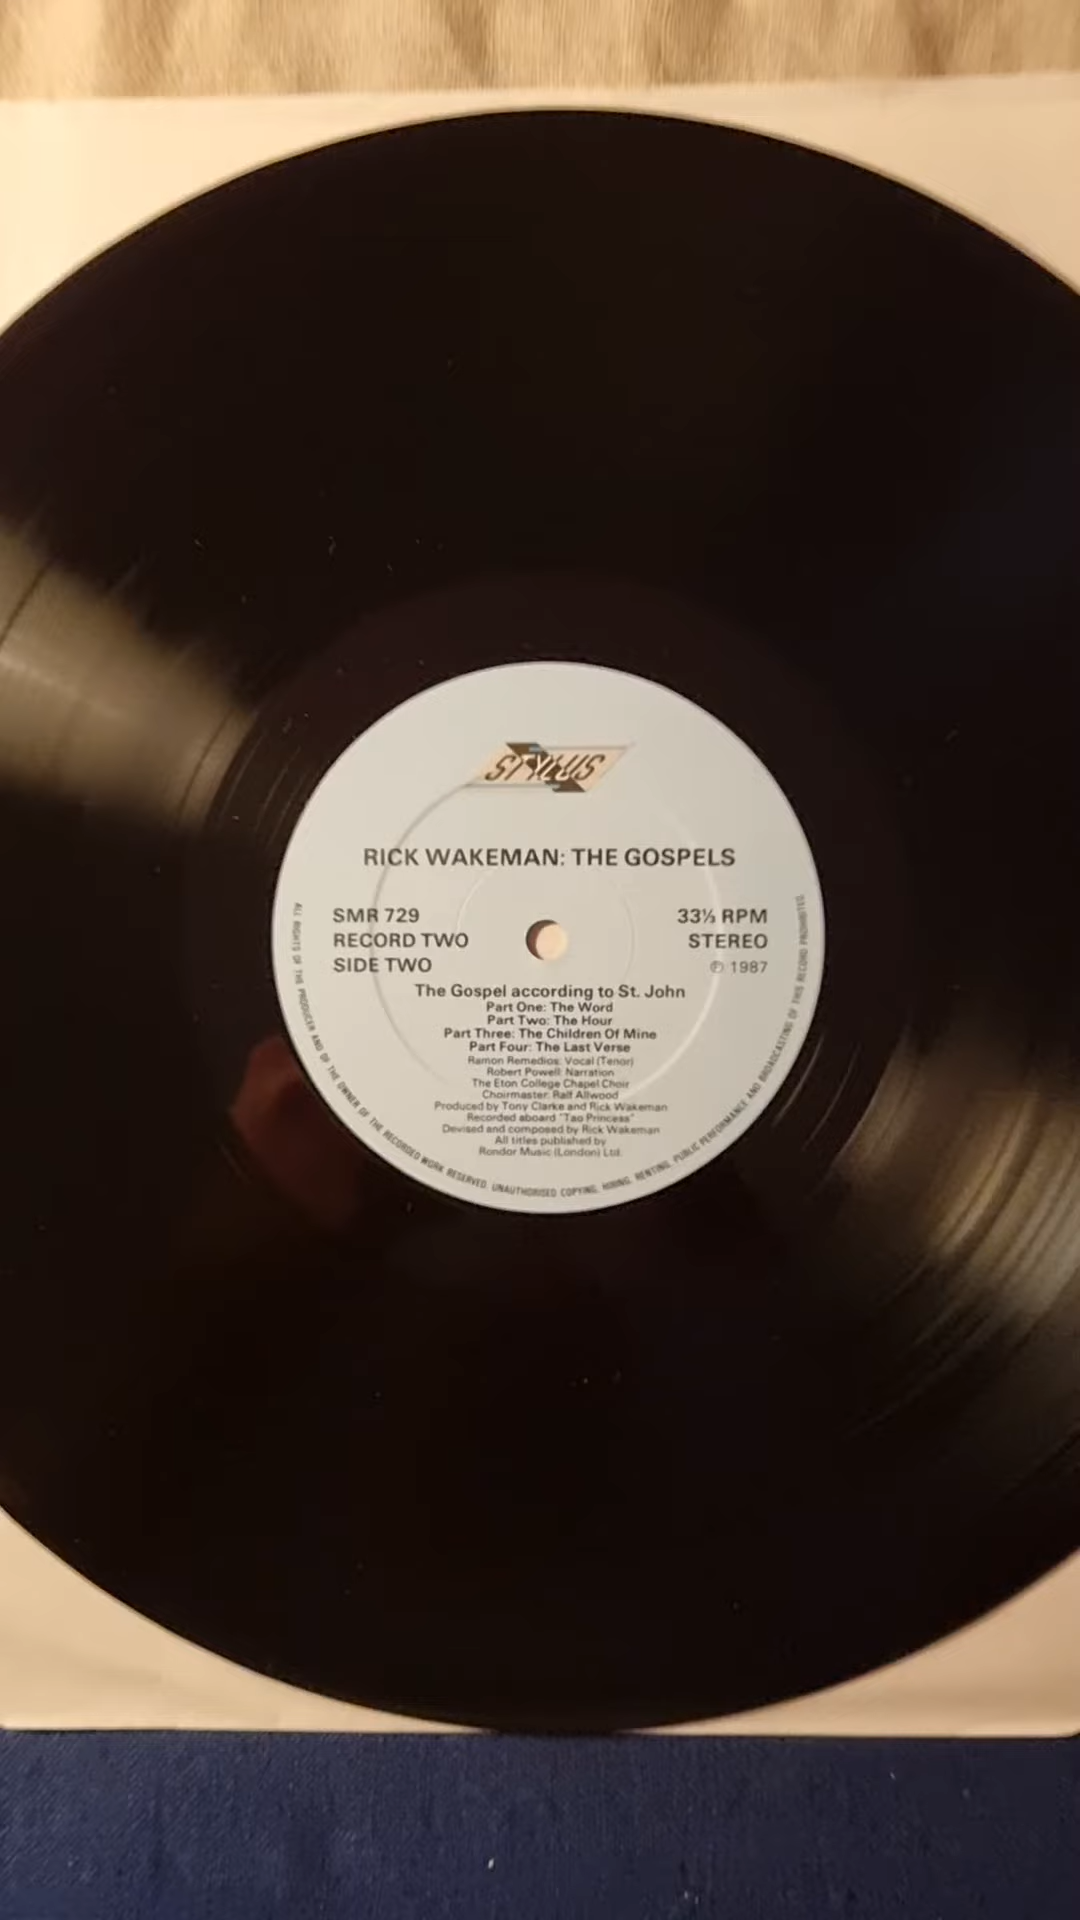 STYLUS
RICK WAKEMAN: THE GOSPELS
SMR 729
RECORD TWO
SIDE TWO
33⅓ RPM
STEREO
℗ 1987
The Gospel according to St. John
Part One: The Word
Part Two: The Hour
Part Three: The Children Of Mine
Part Four: The Last Verse
Ramon Remedios: Vocal (Tenor)
Robert Powell: Narration
The Eton College Chapel Choir
Choirmaster: Ralf Allwood
Produced by Tony Clarke and Rick Wakeman
Recorded aboard "Tao Princess"
Devised and composed by Rick Wakeman
All titles published by
Rondor Music (London) Ltd.
ALL RIGHTS OF THE PRODUCER AND OF THE OWNER OF THE RECORDED WORK RESERVED. UNAUTHORISED COPYING, HIRING, RENTING, PUBLIC PERFORMANCE AND BROADCASTING OF THIS RECORD PROHIBITED.